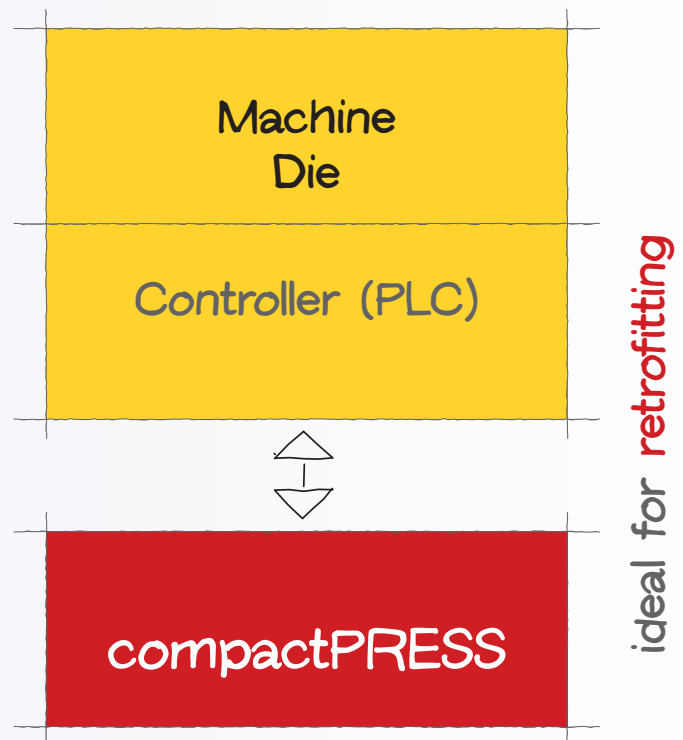 Machine
Die
Controller (PLC)
compactPRESS
ideal for retrofitting